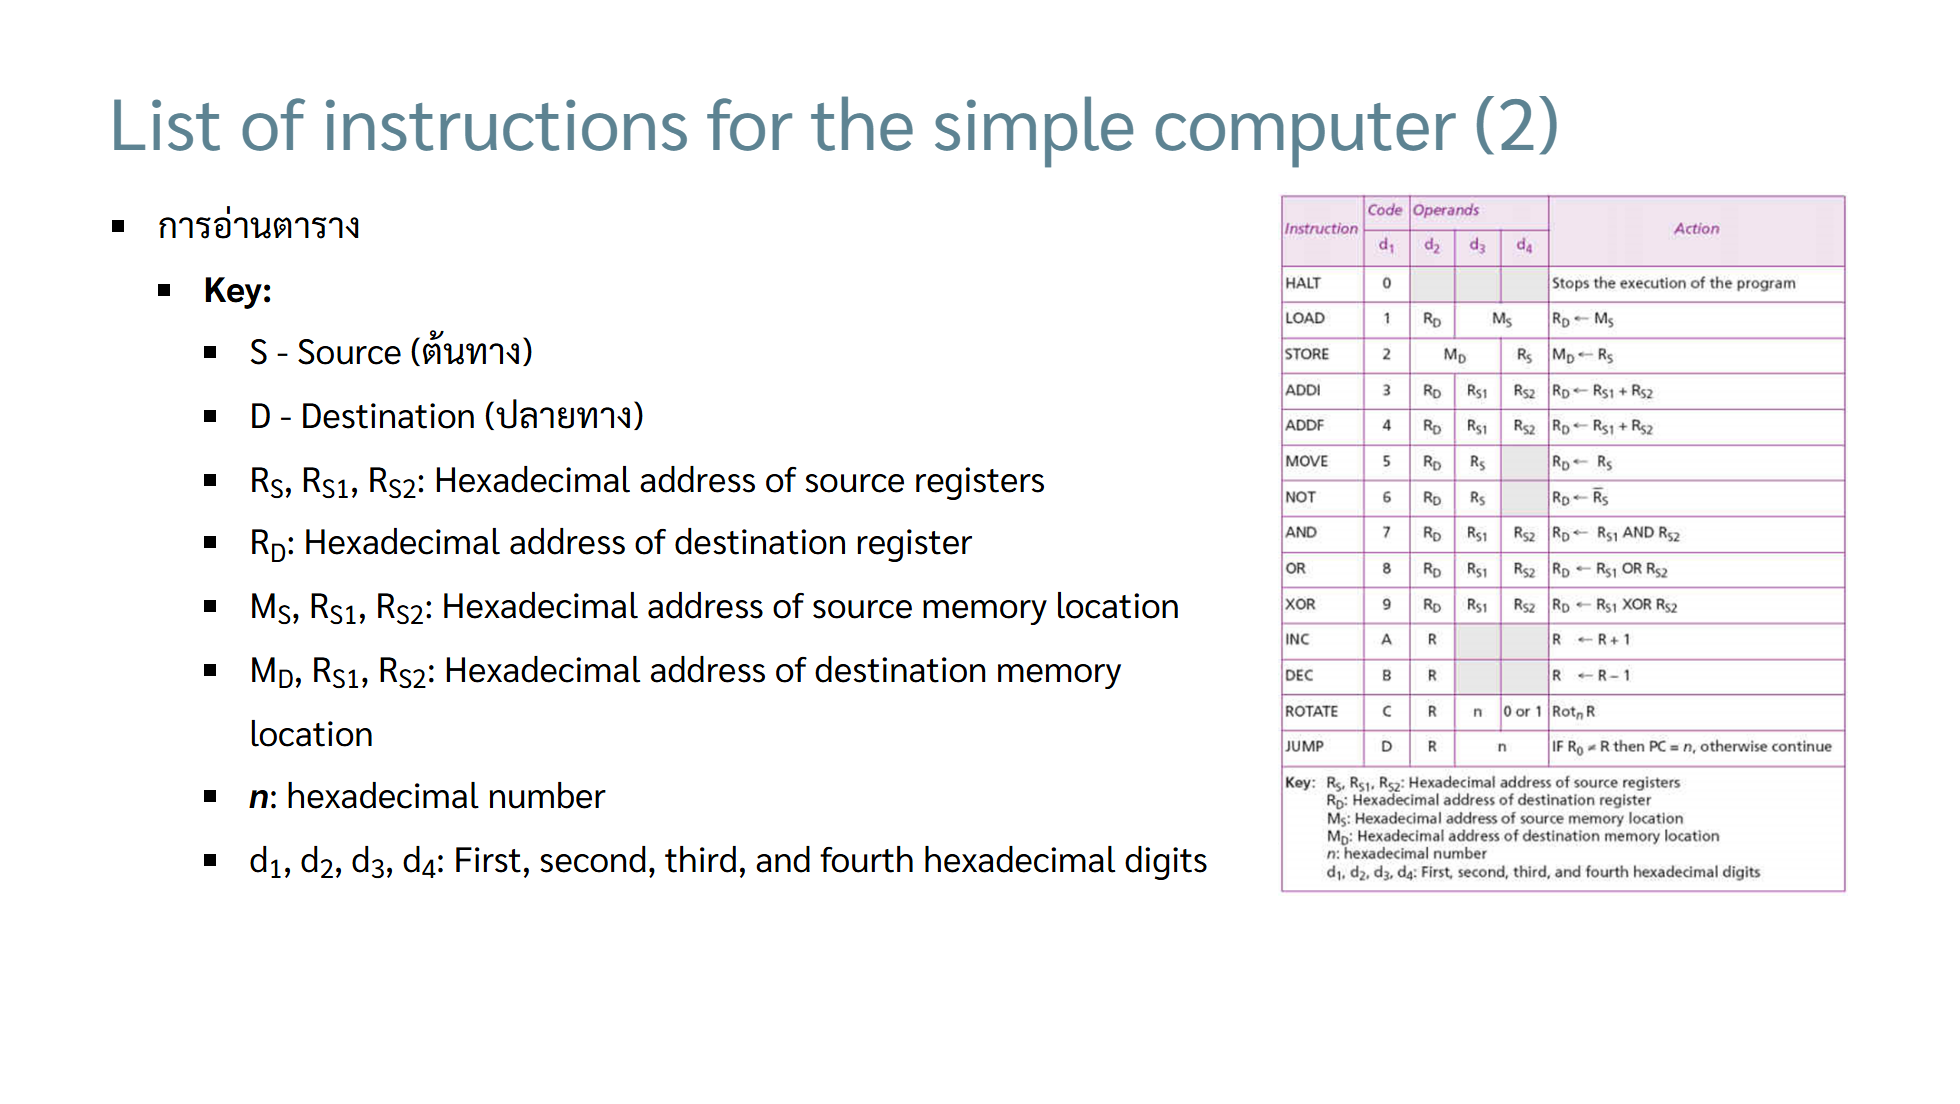 List of instructions for the simple computer (2)
▪ การอ่านตาราง
▪ Key:
▪ S - Source (ต้นทาง)
▪ D - Destination (ปลายทาง)
▪ RS, RS1, RS2: Hexadecimal address of source registers
▪ RD: Hexadecimal address of destination register
▪ MS, RS1, RS2: Hexadecimal address of source memory location
▪ MD, RS1, RS2: Hexadecimal address of destination memory
location
▪ n: hexadecimal number
▪ d1, d2, d3, d4: First, second, third, and fourth hexadecimal digits
Instruction Code Operands Action
d1 d2 d3 d4
HALT 0 Stops the execution of the program
LOAD 1 RD MS RD ← MS
STORE 2 MD RS MD ← RS
ADDI 3 RD RS1 RS2 RD ← RS1 + RS2
ADDF 4 RD RS1 RS2 RD ← RS1 + RS2
MOVE 5 RD RS RD ← RS
NOT 6 RD RS RD ← R̅S
AND 7 RD RS1 RS2 RD ← RS1 AND RS2
OR 8 RD RS1 RS2 RD ← RS1 OR RS2
XOR 9 RD RS1 RS2 RD ← RS1 XOR RS2
INC A R R ← R + 1
DEC B R R ← R − 1
ROTATE C R n 0 or 1 Rotn R
JUMP D R n IF R0 ≠ R then PC = n, otherwise continue
Key: RS, RS1, RS2: Hexadecimal address of source registers
RD: Hexadecimal address of destination register
MS: Hexadecimal address of source memory location
MD: Hexadecimal address of destination memory location
n: hexadecimal number
d1, d2, d3, d4: First, second, third, and fourth hexadecimal digits